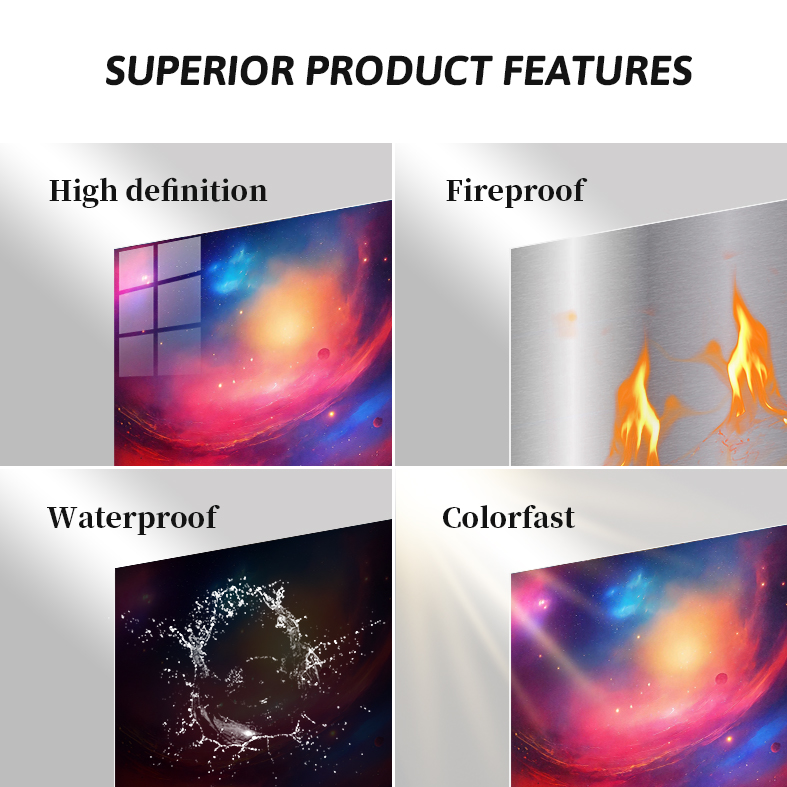 SUPERIOR PRODUCT FEATURES
High definition
Fireproof
Waterproof
Colorfast